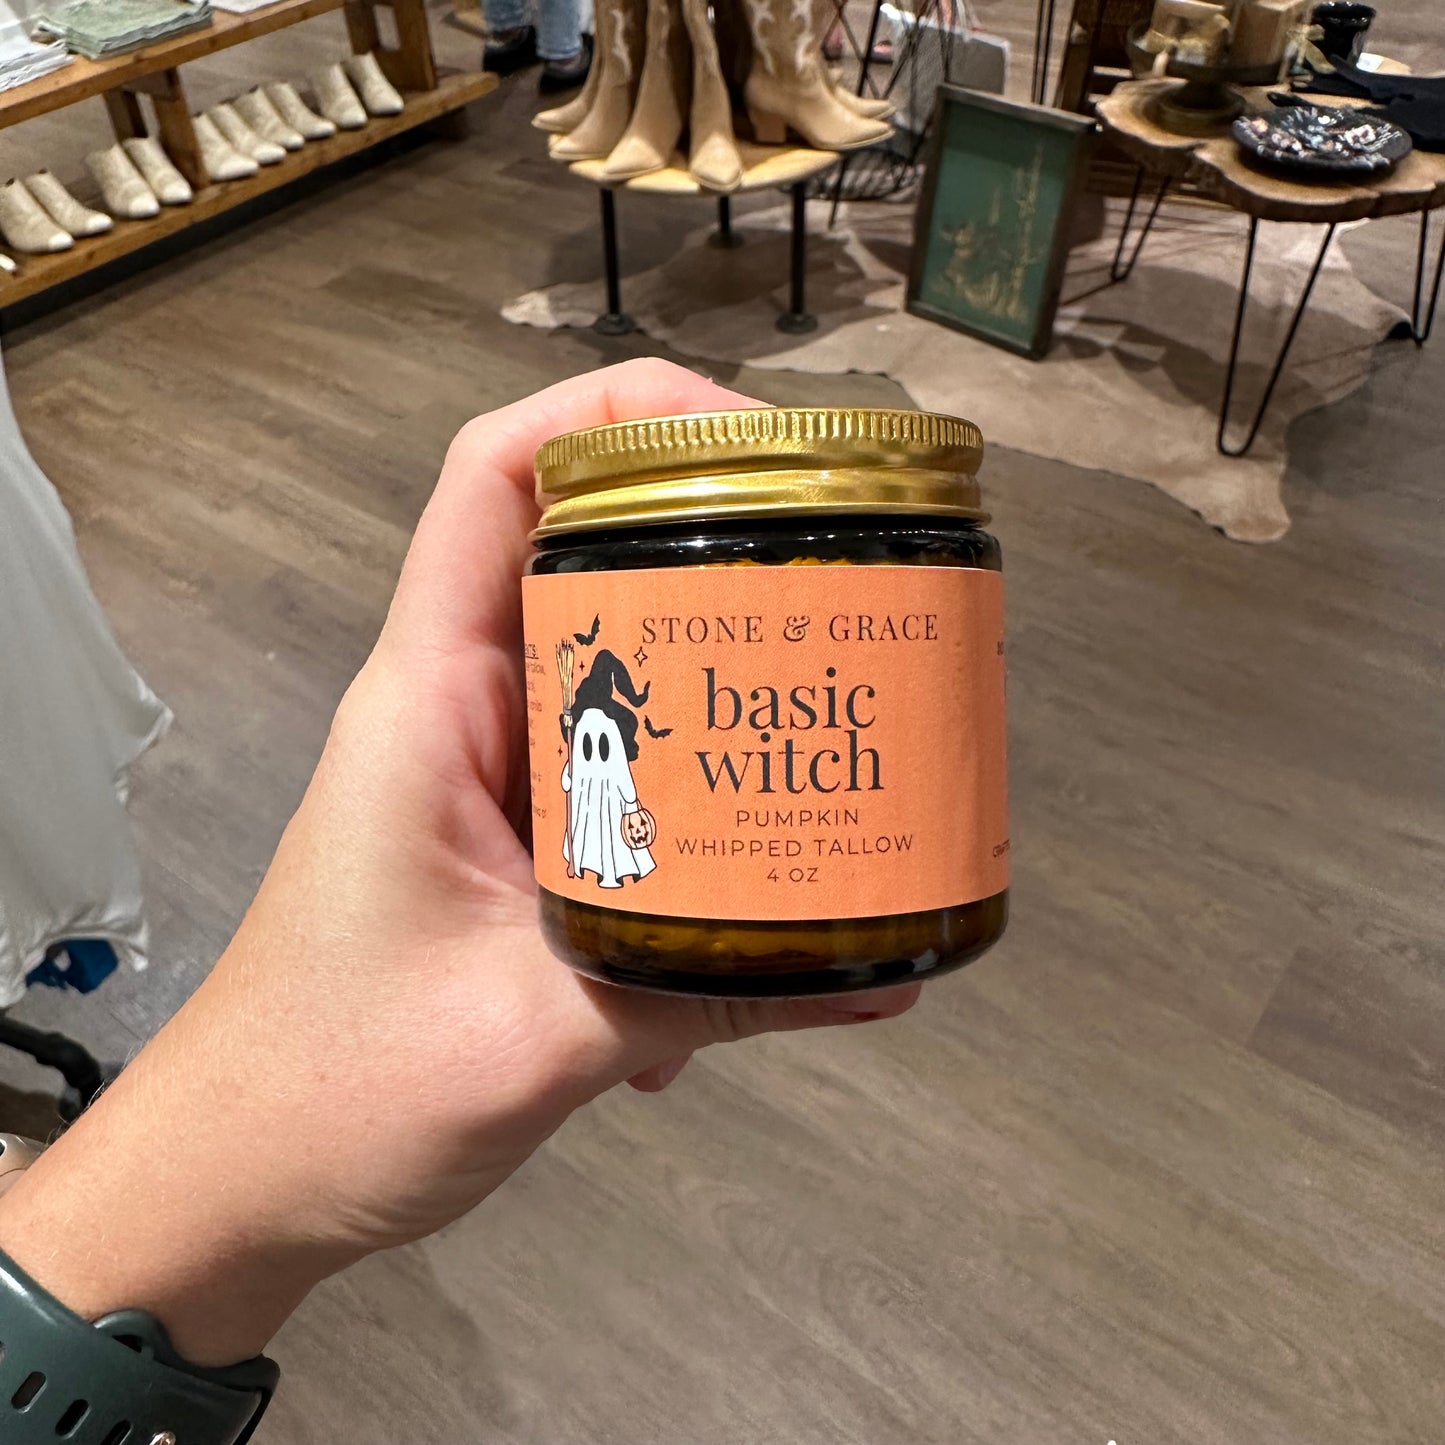 STONE & GRACE
basic
witch
PUMPKIN
WHIPPED TALLOW
4 OZ